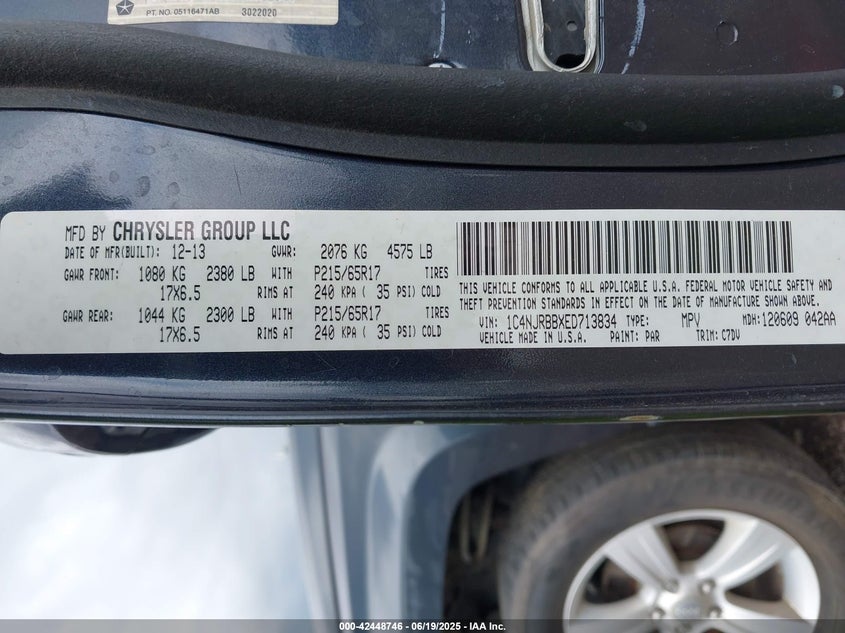 PT. NO. 05116471AB 3022020
MFD BY CHRYSLER GROUP LLC
DATE OF MFR(BUILT): 12-13 GVWR: 2076 KG 4575 LB
GAWR FRONT: 1080 KG 2380 LB WITH P215/65R17 TIRES
17X6.5 RIMS AT 240 KPA ( 35 PSI) COLD
GAWR REAR: 1044 KG 2300 LB WITH P215/65R17 TIRES
17X6.5 RIMS AT 240 KPA ( 35 PSI) COLD
THIS VEHICLE CONFORMS TO ALL APPLICABLE U.S.A. FEDERAL MOTOR VEHICLE SAFETY AND
THEFT PREVENTION STANDARDS IN EFFECT ON THE DATE OF MANUFACTURE SHOWN ABOVE.
VIN: 1C4NJRBBXED713834 TYPE: MPV MDH:120609 042AA
VEHICLE MADE IN U.S.A. PAINT: PAR TRIM: C7DV
000-42448746 - 06/19/2025 - IAA Inc.